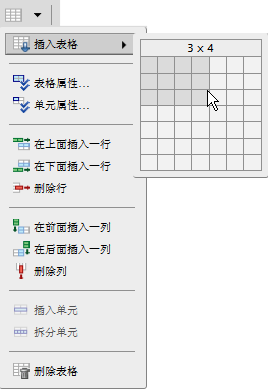 插入表格
3 x 4
表格属性...
单元属性...
在上面插入一行
在下面插入一行
删除行
在前面插入一列
在后面插入一列
删除列
插入单元
拆分单元
删除表格